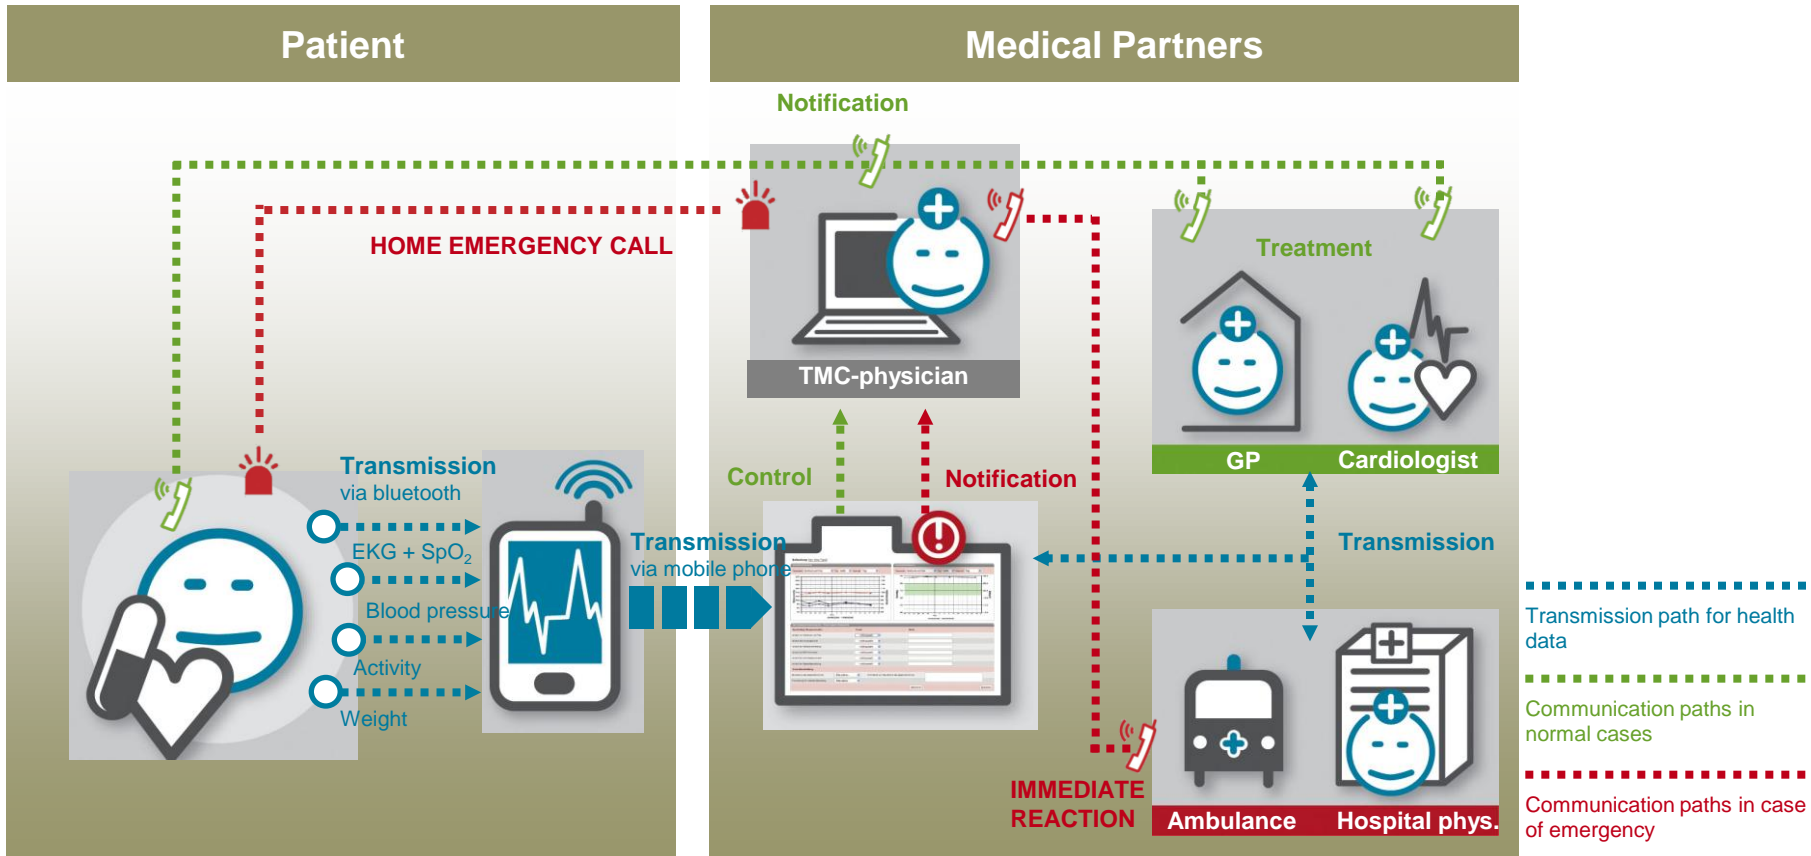 Patient
Medical Partners
Notification
HOME EMERGENCY CALL
Treatment
TMC-physician
GP
Cardiologist
Control
Notification
Transmission
via bluetooth
EKG + SpO₂
Blood pressure
Activity
Weight
Transmission
via mobile phone
Transmission
IMMEDIATE
REACTION
Ambulance
Hospital phys.
Transmission path for health
data
Communication paths in
normal cases
Communication paths in case
of emergency